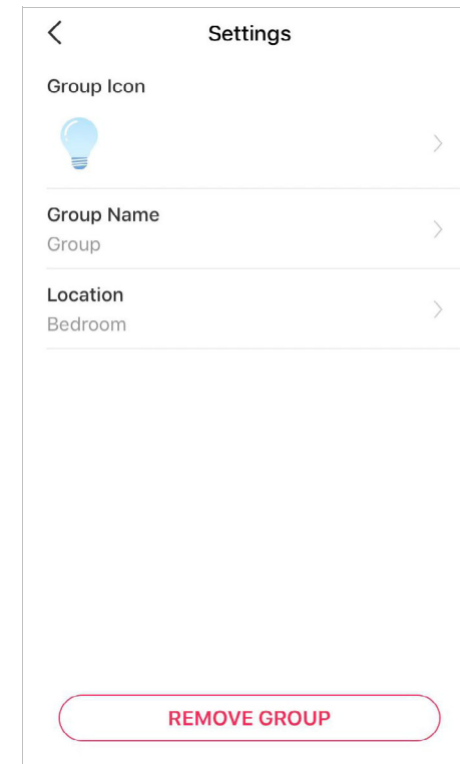 Settings
Group Icon
Group Name
Group
Location
Bedroom
REMOVE GROUP